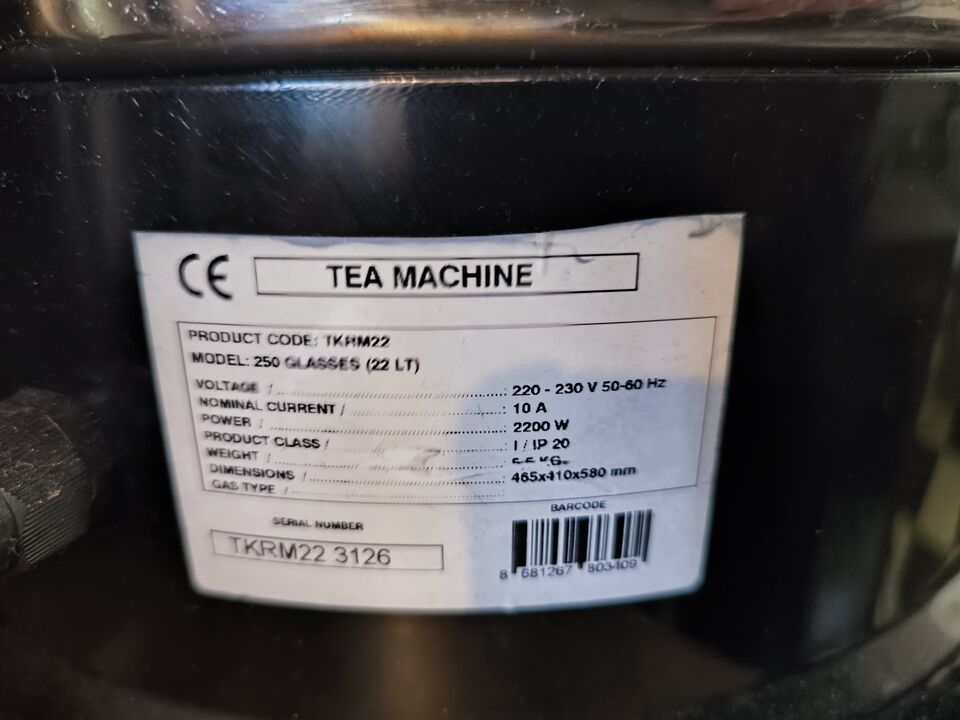 CE TEA MACHINE
PRODUCT CODE: TKRM22
MODEL: 250 GLASSES (22 LT)
VOLTAGE / : 220 - 230 V 50-60 Hz
NOMINAL CURRENT / : 10 A
POWER / : 2200 W
PRODUCT CLASS / : I / IP 20
WEIGHT / : KG.
DIMENSIONS / : 465x410x580 mm
GAS TYPE / :
SERIAL NUMBER
TKRM22 3126
BARCODE
8 681267 803409